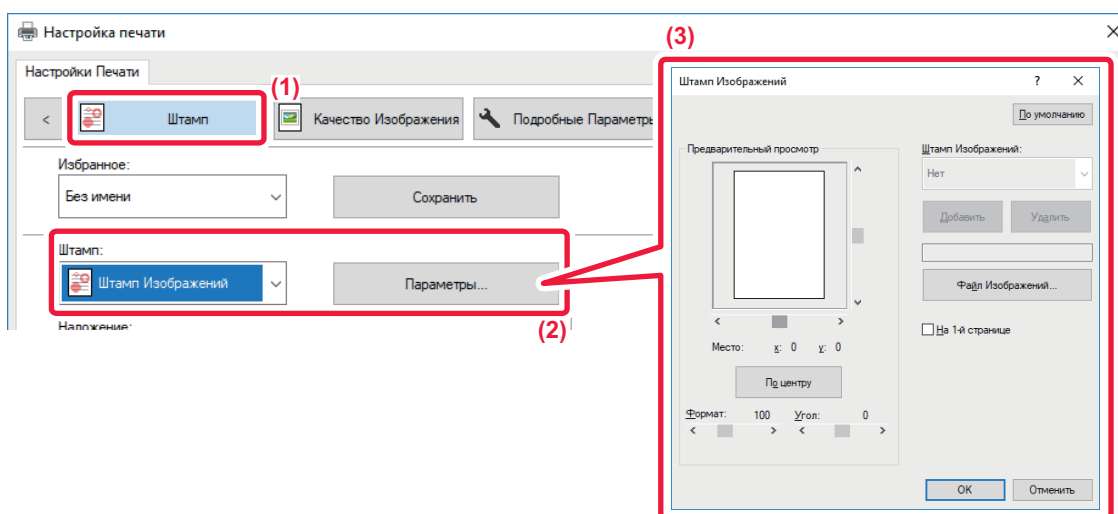 Настройка печати
Настройки Печати
(1)
< Штамп Качество Изображения Подробные Параметры
Избранное:
Без имени Сохранить
Штамп:
Штамп Изображений Параметры...
(2)
Наложение:
(3)
Штамп Изображений ? ×
По умолчанию
Предварительный просмотр
Место: x: 0 y: 0
По центру
Формат: 100 Угол: 0
Штамп Изображений:
Нет
Добавить Удалить
Файл Изображений...
На 1-й странице
OK Отменить